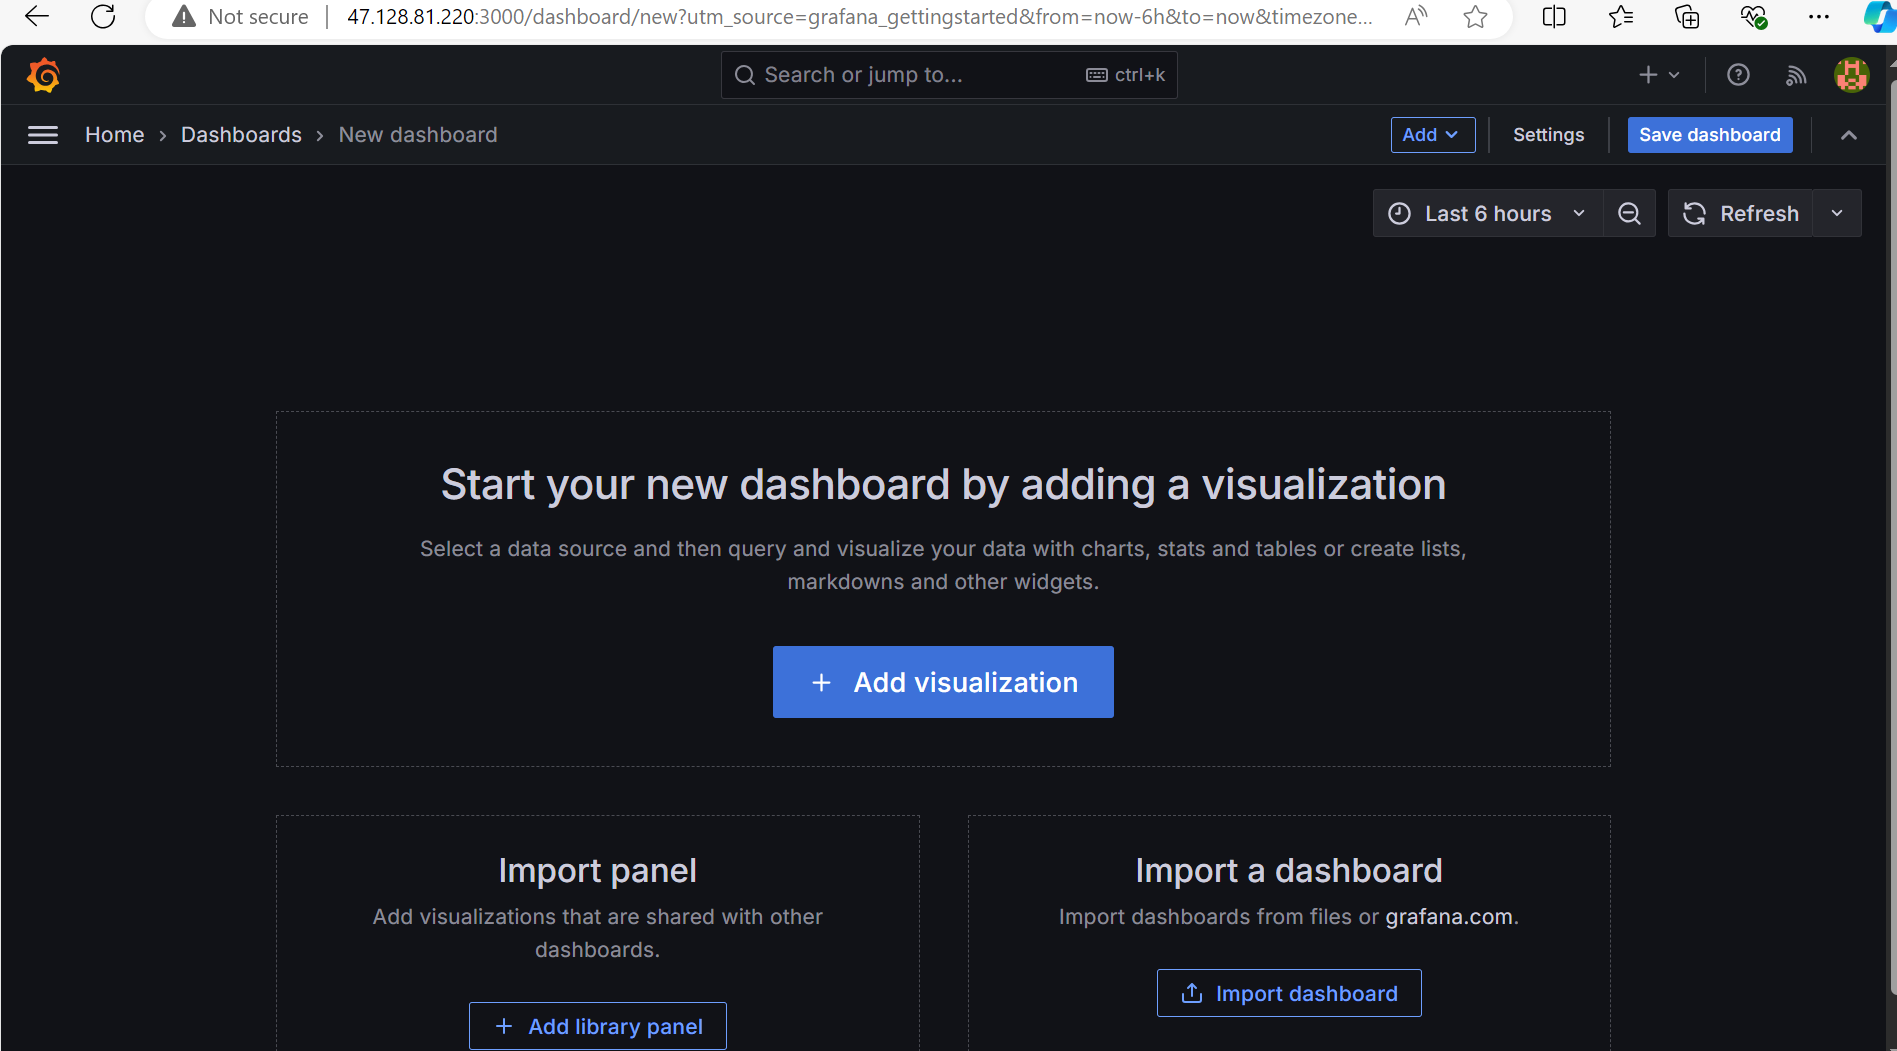 Not secure
47.128.81.220:3000/dashboard/new?utm_source=grafana_gettingstarted&from=now-6h&to=now&timezone...
Search or jump to...
ctrl+k
Home > Dashboards > New dashboard
Add
Settings
Save dashboard
Last 6 hours
Refresh
Start your new dashboard by adding a visualization
Select a data source and then query and visualize your data with charts, stats and tables or create lists,
markdowns and other widgets.
+ Add visualization
Import panel
Add visualizations that are shared with other
dashboards.
+ Add library panel
Import a dashboard
Import dashboards from files or grafana.com.
Import dashboard